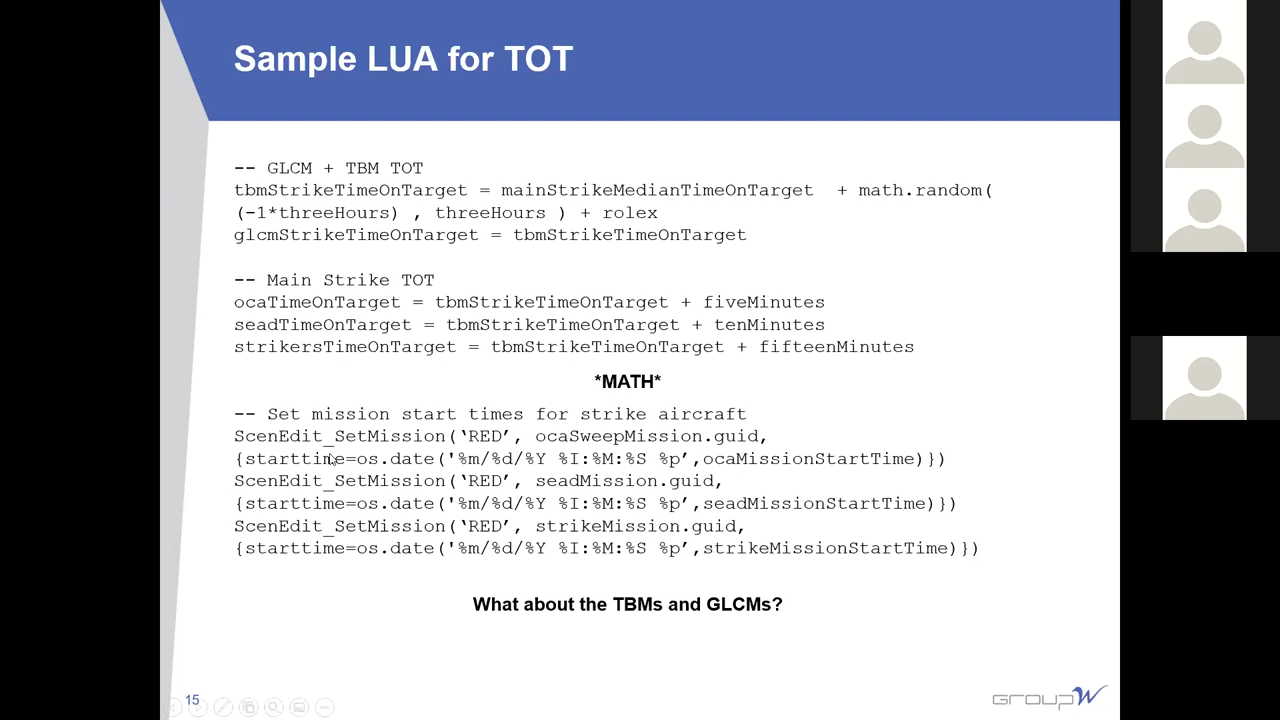 Sample LUA for TOT
-- GLCM + TBM TOT
tbmStrikeTimeOnTarget = mainStrikeMedianTimeOnTarget  + math.random(
(-1*threeHours) , threeHours ) + rolex
glcmStrikeTimeOnTarget = tbmStrikeTimeOnTarget
-- Main Strike TOT
ocaTimeOnTarget = tbmStrikeTimeOnTarget + fiveMinutes
seadTimeOnTarget = tbmStrikeTimeOnTarget + tenMinutes
strikersTimeOnTarget = tbmStrikeTimeOnTarget + fifteenMinutes
*MATH*
-- Set mission start times for strike aircraft
ScenEdit_SetMission(‘RED’, ocaSweepMission.guid,
{starttime=os.date('%m/%d/%Y %I:%M:%S %p’,ocaMissionStartTime)})
ScenEdit_SetMission(‘RED’, seadMission.guid,
{starttime=os.date('%m/%d/%Y %I:%M:%S %p’,seadMissionStartTime)})
ScenEdit_SetMission(‘RED’, strikeMission.guid,
{starttime=os.date('%m/%d/%Y %I:%M:%S %p’,strikeMissionStartTime)})
What about the TBMs and GLCMs?
15
GROUPW